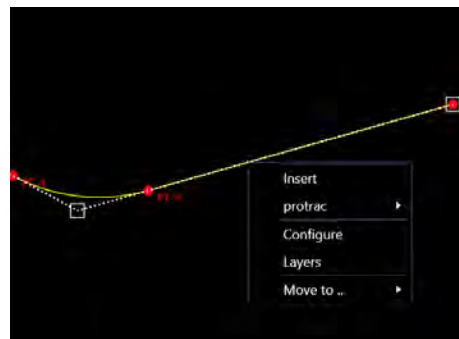 Insert
protrac
Configure
Layers
Move to ..